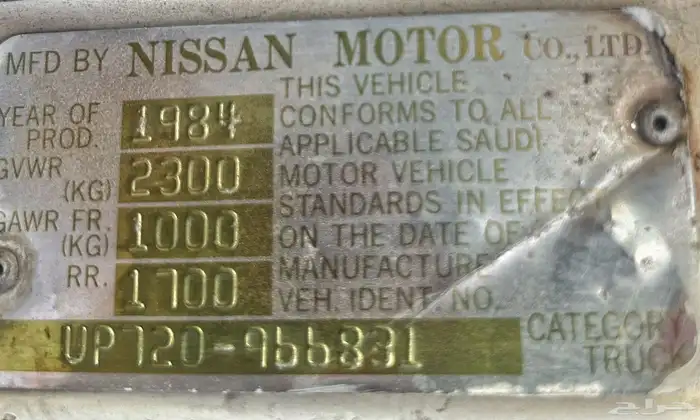 MFD BY NISSAN MOTOR CO., LTD.
YEAR OF PROD. 1984
GVWR (KG) 2300
GAWR FR. (KG) 1000
RR. 1700
THIS VEHICLE
CONFORMS TO ALL
APPLICABLE SAUDI
MOTOR VEHICLE
STANDARDS IN EFFECT
ON THE DATE OF
MANUFACTURE
VEH. IDENT. NO.
UP720-966831
CATEGORY
TRUCK
حراج